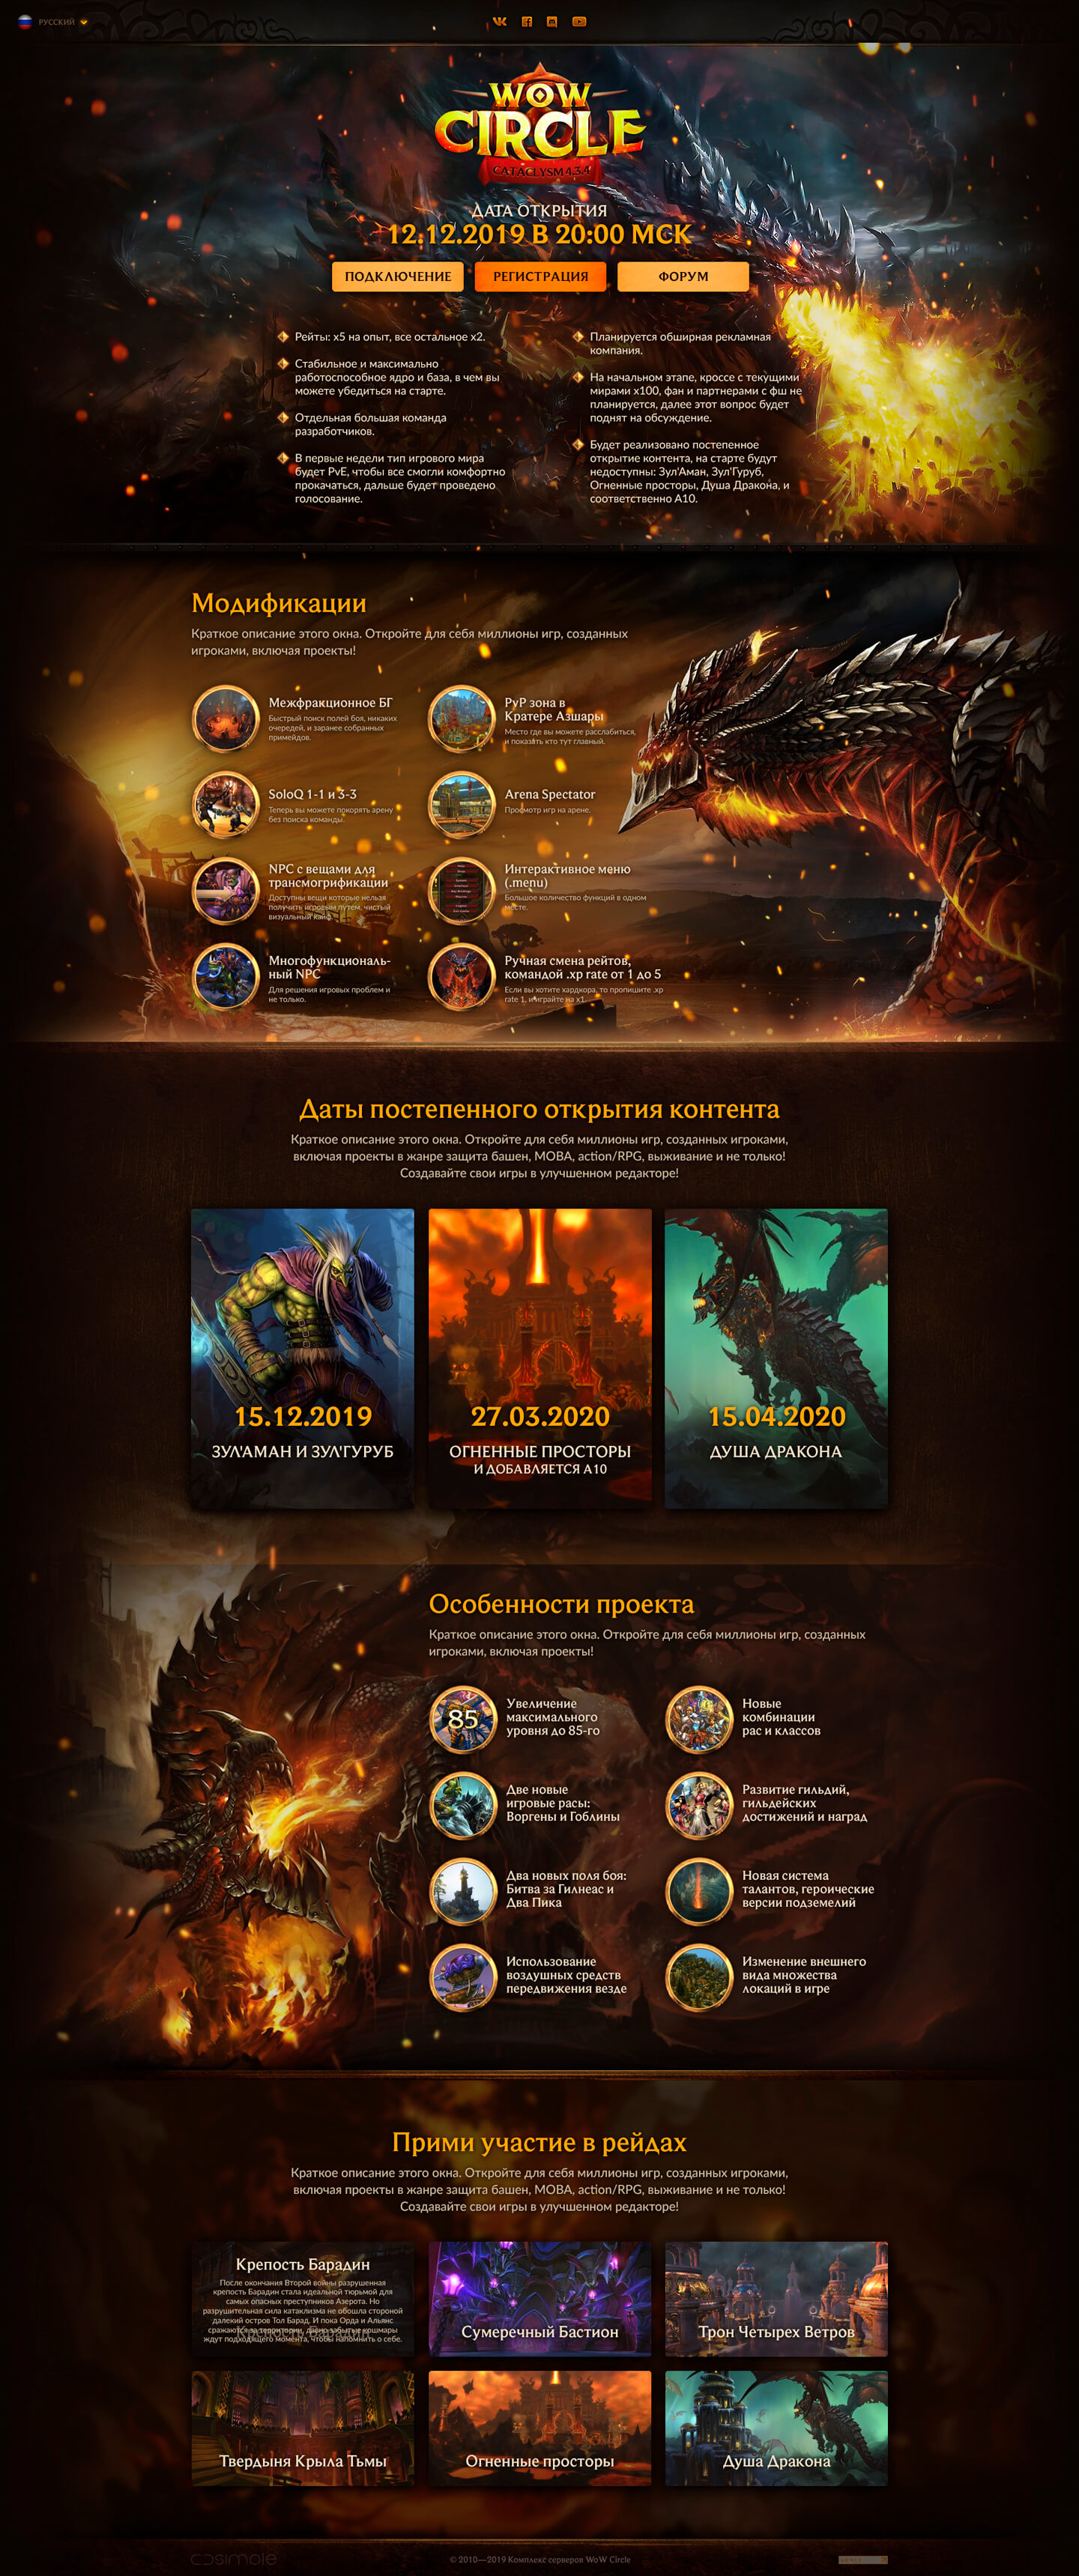 РУССКИЙ
WOW
CIRCLE
CATACLYSM 4.3.4
ДАТА ОТКРЫТИЯ
12.12.2019 В 20:00 МСК
ПОДКЛЮЧЕНИЕ
РЕГИСТРАЦИЯ
ФОРУМ
Рейты: х5 на опыт, все остальное х2.
Стабильное и максимально
работоспособное ядро и база, в чем вы
можете убедиться на старте.
Отдельная большая команда
разработчиков.
В первые недели тип игрового мира
будет PvE, чтобы все смогли комфортно
прокачаться, дальше будет проведено
голосование.
Планируется обширная рекламная
компания.
На начальном этапе, кроссе с текущими
мирами х100, фан и партнерами с фш не
планируется, далее этот вопрос будет
поднят на обсуждение.
Будет реализовано постепенное
открытие контента, на старте будут
недоступны: Зул'Аман, Зул'Гуруб,
Огненные просторы, Душа Дракона, и
соответственно А10.
Модификации
Краткое описание этого окна. Откройте для себя миллионы игр, созданных
игроками, включая проекты!
Межфракционное БГ
Быстрый поиск полей боя, никаких
очередей, и заранее собранных
примейдов.
PvP зона в
Кратере Азшары
Место где вы можете расслабиться,
и показать кто тут главный.
SoloQ 1-1 и 3-3
Теперь вы можете покорять арену
без поиска команды.
Arena Spectator
Просмотр игр на арене.
NPC с вещами для
трансмогрификации
Доступны вещи которые нельзя
получить игровым путем, чистый
визуальный кайф.
Интерактивное меню
(.menu)
Большое количество функций в одном
месте.
Многофункциональ-
ный NPC
Для решения игровых проблем и
не только.
Ручная смена рейтов,
командой .xp rate от 1 до 5
Если вы хотите хардкора, то пропишите .xp
rate 1, и играйте на х1.
Даты постепенного открытия контента
Краткое описание этого окна. Откройте для себя миллионы игр, созданных игроками,
включая проекты в жанре защита башен, MOBA, action/RPG, выживание и не только!
Создавайте свои игры в улучшенном редакторе!
15.12.2019
ЗУЛ'АМАН И ЗУЛ'ГУРУБ
27.03.2020
ОГНЕННЫЕ ПРОСТОРЫ
И ДОБАВЛЯЕТСЯ А10
15.04.2020
ДУША ДРАКОНА
Особенности проекта
Краткое описание этого окна. Откройте для себя миллионы игр, созданных
игроками, включая проекты!
85
Увеличение
максимального
уровня до 85-го
Новые
комбинации
рас и классов
Две новые
игровые расы:
Воргены и Гоблины
Развитие гильдий,
гильдейских
достижений и наград
Два новых поля боя:
Битва за Гилнеас и
Два Пика
Новая система
талантов, героические
версии подземелий
Использование
воздушных средств
передвижения везде
Изменение внешнего
вида множества
локаций в игре
Прими участие в рейдах
Краткое описание этого окна. Откройте для себя миллионы игр, созданных игроками,
включая проекты в жанре защита башен, MOBA, action/RPG, выживание и не только!
Создавайте свои игры в улучшенном редакторе!
Крепость Барадин
После окончания Второй войны разрушенная
крепость Барадин стала идеальной тюрьмой для
самых опасных преступников Азерота. Но
разрушительная сила катаклизма не обошла стороной
далекий остров Тол Барад. И пока Орда и Альянс
сражаются за территории, давно забытые кошмары
ждут подходящего момента, чтобы напомнить о себе.
Крепость Барадин
Сумеречный Бастион
Трон Четырех Ветров
Твердыня Крыла Тьмы
Огненные просторы
Душа Дракона
© 2010—2019 Комплекс серверов WoW Circle